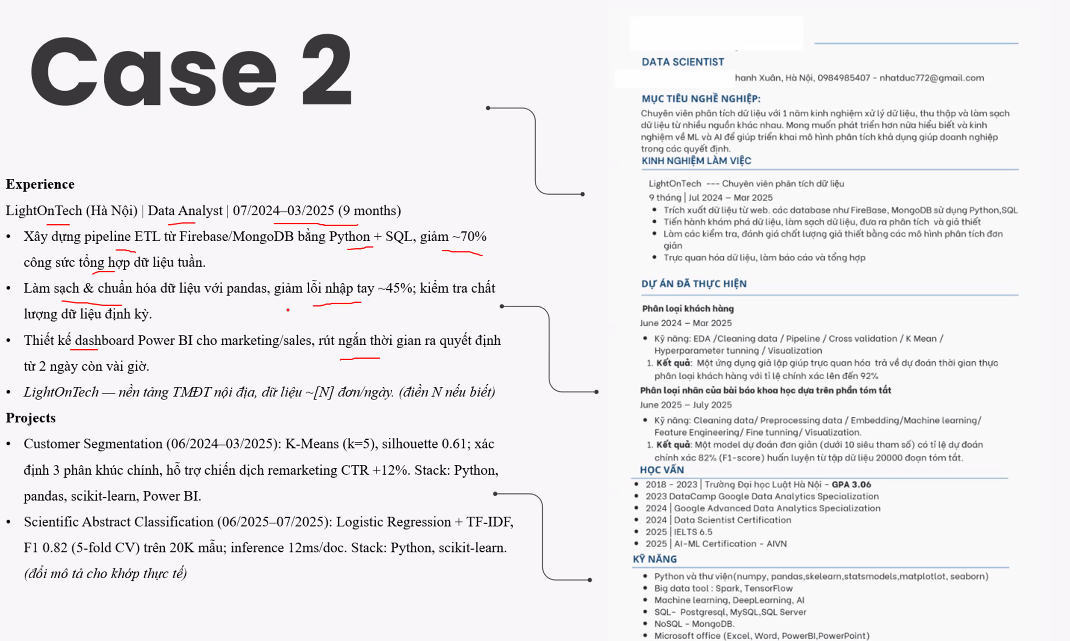 Case 2
Experience
LightOnTech (Hà Nội) | Data Analyst | 07/2024–03/2025 (9 months)
• Xây dựng pipeline ETL từ Firebase/MongoDB bằng Python + SQL, giảm ~70%
công sức tổng hợp dữ liệu tuần.
• Làm sạch & chuẩn hóa dữ liệu với pandas, giảm lỗi nhập tay ~45%; kiểm tra chất
lượng dữ liệu định kỳ.
• Thiết kế dashboard Power BI cho marketing/sales, rút ngắn thời gian ra quyết định
từ 2 ngày còn vài giờ.
• LightOnTech — nền tảng TMĐT nội địa, dữ liệu ~[N] đơn/ngày. (điền N nếu biết)
Projects
• Customer Segmentation (06/2024–03/2025): K-Means (k=5), silhouette 0.61; xác
định 3 phân khúc chính, hỗ trợ chiến dịch remarketing CTR +12%. Stack: Python,
pandas, scikit-learn, Power BI.
• Scientific Abstract Classification (06/2025–07/2025): Logistic Regression + TF-IDF,
F1 0.82 (5-fold CV) trên 20K mẫu; inference 12ms/doc. Stack: Python, scikit-learn.
(đổi mô tả cho khớp thực tế)
DATA SCIENTIST
hanh Xuân, Hà Nội, 0984985407 - nhatduc772@gmail.com
MỤC TIÊU NGHỀ NGHIỆP:
Chuyên viên phân tích dữ liệu với 1 năm kinh nghiệm xử lý dữ liệu, thu thập và làm sạch
dữ liệu từ nhiều nguồn khác nhau. Mong muốn phát triển hơn nữa hiểu biết và kinh
nghiệm về ML và AI để giúp triển khai mô hình phân tích khả dụng giúp doanh nghiệp
trong các quyết định.
KINH NGHIỆM LÀM VIỆC
LightOnTech --- Chuyên viên phân tích dữ liệu
9 tháng | Jul 2024 – Mar 2025
• Trích xuất dữ liệu từ web. các database như FireBase, MongoDB sử dụng Python,SQL
• Tiến hành khám phá dữ liệu, làm sạch dữ liệu, đưa ra phân tích và giả thiết
• Làm các kiểm tra, đánh giá chất lượng giả thiết bằng các mô hình phân tích đơn
giản
• Trực quan hóa dữ liệu, làm báo cáo và tổng hợp
DỰ ÁN ĐÃ THỰC HIỆN
Phân loại khách hàng
June 2024 – Mar 2025
• Kỹ năng: EDA /Cleaning data / Pipeline / Cross validation / K Mean /
Hyperparameter tunning / Visualization
1. Kết quả: Một ứng dụng giả lập giúp trực quan hóa trả về dự đoán thời gian thực
phân loại khách hàng với tỉ lệ chính xác lên đến 92%
Phân loại nhãn của bài báo khoa học dựa trên phần tóm tắt
June 2025 – July 2025
• Kỹ năng: Cleaning data/ Preprocessing data / Embedding/Machine learning/
Feature Engineering/ Fine tunning/ Visualization.
1. Kết quả: Một model dự đoán đơn giản (dưới 10 siêu tham số) có tỉ lệ dự đoán
chính xác 82% (F1-score) huấn luyện từ tập dữ liệu 20000 đoạn tóm tắt.
HỌC VẤN
• 2018 - 2023 | Trường Đại học Luật Hà Nội - GPA 3.06
• 2023 DataCamp Google Data Analytics Specialization
• 2024 | Google Advanced Data Analytics Specialization
• 2024 | Data Scientist Certification
• 2025 | IELTS 6.5
• 2025 | AI-ML Certification - AIVN
KỸ NĂNG
• Python và thư viện(numpy, pandas,skelearn,statsmodels,matplotlit, seaborn)
• Big data tool : Spark, TensorFlow
• Machine learning, DeepLearning, AI
• SQL- Postgresql, MySQL,SQL Server
• NoSQL - MongoDB.
• Microsoft office (Excel, Word, PowerBI,PowerPoint)